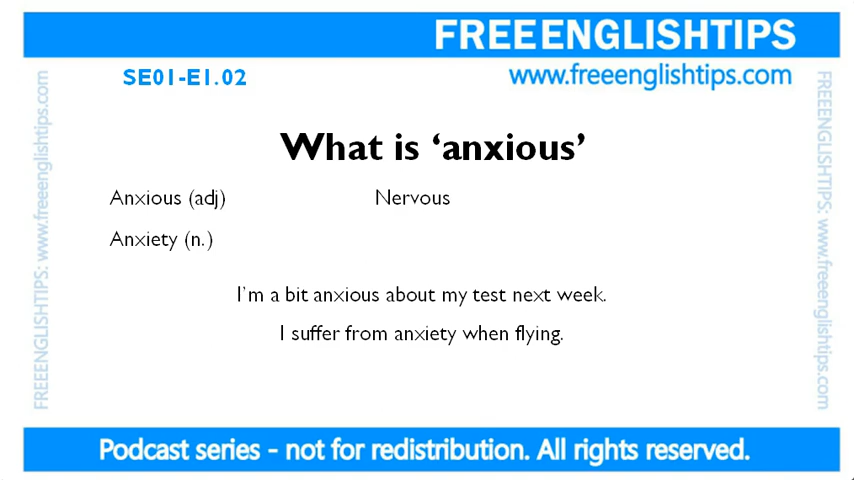 FREEENGLISHTIPS
SE01-E1.02
www.freeenglishtips.com
What is ‘anxious’
Anxious (adj) Nervous
Anxiety (n.)
I’m a bit anxious about my test next week.
I suffer from anxiety when flying.
FREEENGLISHTIPS: www.freeenglishtips.com
FREEENGLISHTIPS: www.freeenglishtips.com
Podcast series - not for redistribution. All rights reserved.